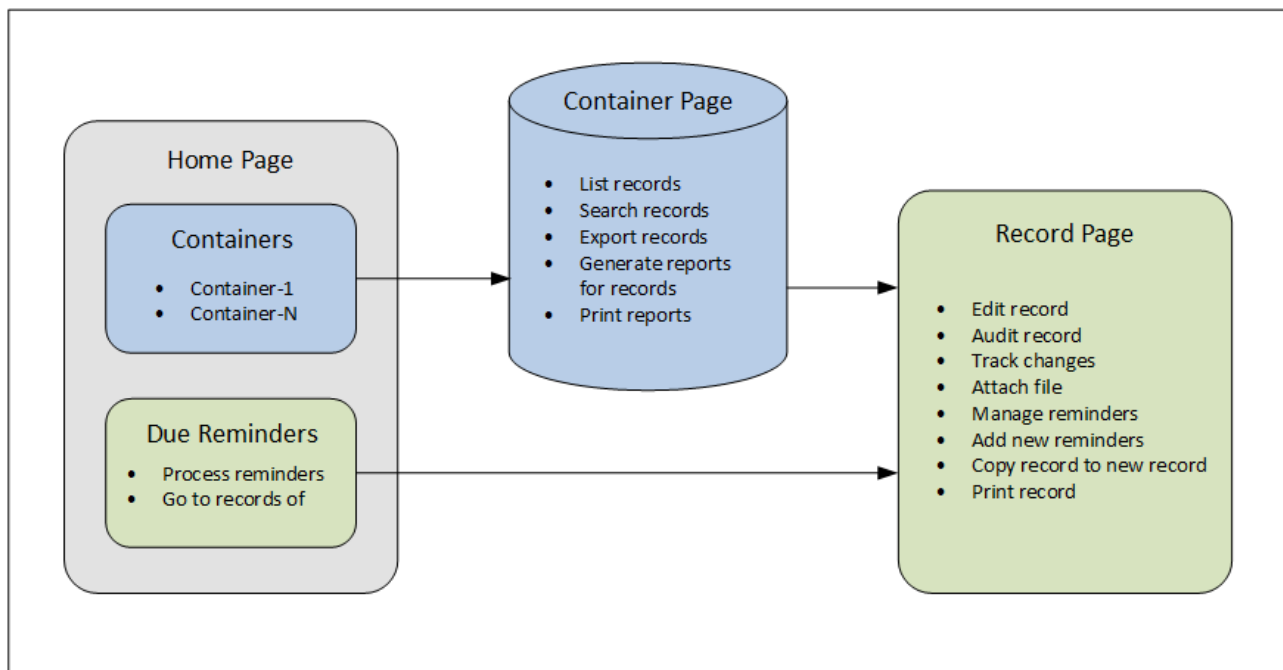 Home Page
Containers
• Container-1
• Container-N
Due Reminders
• Process reminders
• Go to records of
Container Page
• List records
• Search records
• Export records
• Generate reports
for records
• Print reports
Record Page
• Edit record
• Audit record
• Track changes
• Attach file
• Manage reminders
• Add new reminders
• Copy record to new record
• Print record